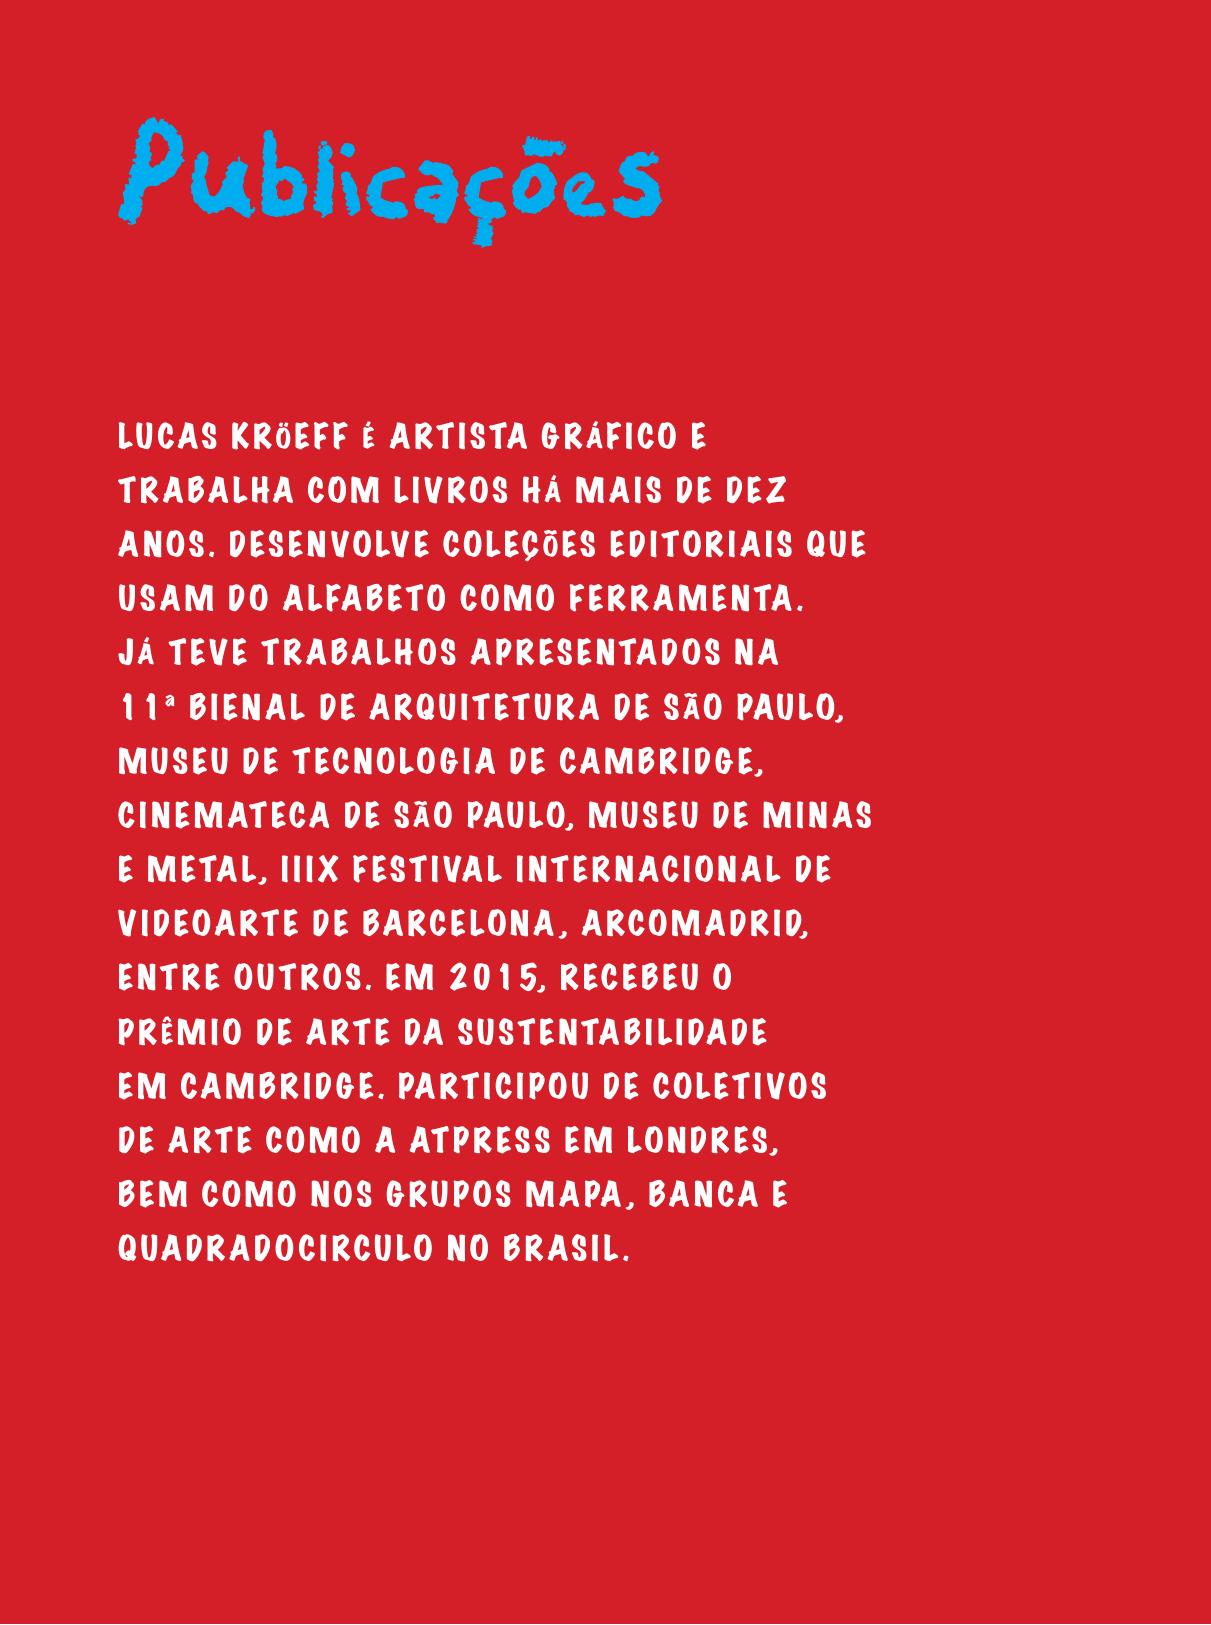 Publicações
LUCAS KRÖEFF É ARTISTA GRÁFICO E
TRABALHA COM LIVROS HÁ MAIS DE DEZ
ANOS. DESENVOLVE COLEÇÕES EDITORIAIS QUE
USAM DO ALFABETO COMO FERRAMENTA.
JÁ TEVE TRABALHOS APRESENTADOS NA
11ª BIENAL DE ARQUITETURA DE SÃO PAULO,
MUSEU DE TECNOLOGIA DE CAMBRIDGE,
CINEMATECA DE SÃO PAULO, MUSEU DE MINAS
E METAL, IIIX FESTIVAL INTERNACIONAL DE
VIDEOARTE DE BARCELONA, ARCOMADRID,
ENTRE OUTROS. EM 2015, RECEBEU O
PRÊMIO DE ARTE DA SUSTENTABILIDADE
EM CAMBRIDGE. PARTICIPOU DE COLETIVOS
DE ARTE COMO A ATPRESS EM LONDRES,
BEM COMO NOS GRUPOS MAPA, BANCA E
QUADRADOCIRCULO NO BRASIL.